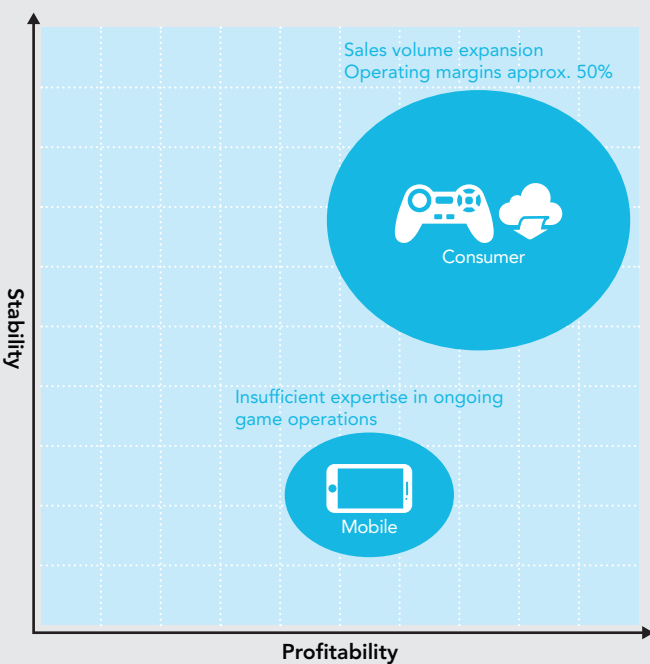 Sales volume expansion
Operating margins approx. 50%
Consumer
Stability
Insufficient expertise in ongoing
game operations
Mobile
Profitability